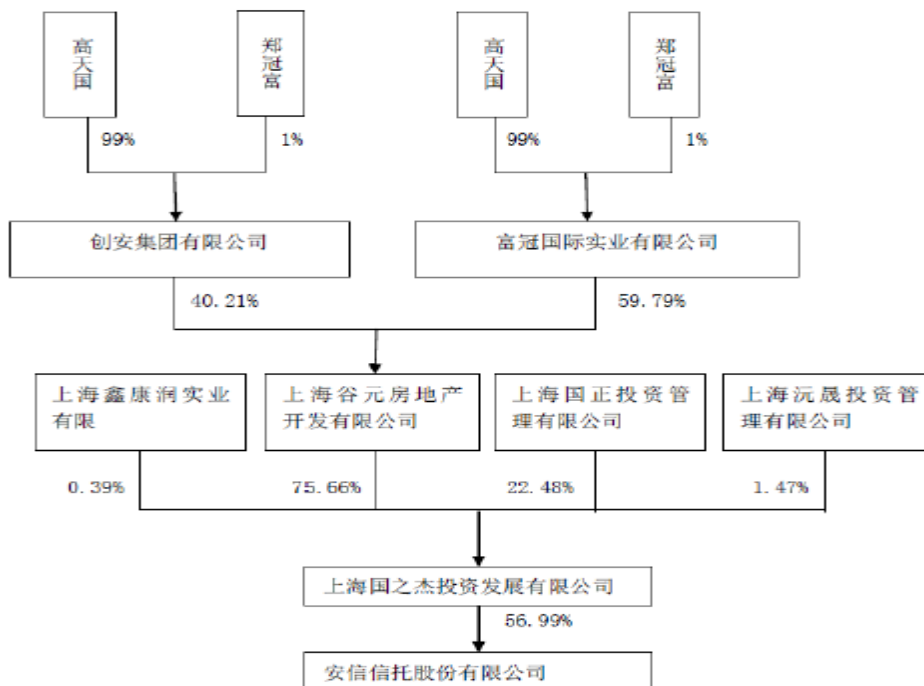 高天国
郑冠富
高天国
郑冠富
99%
1%
99%
1%
创安集团有限公司
富冠国际实业有限公司
40.21%
59.79%
上海鑫康润实业
有限
上海谷元房地产
开发有限公司
上海国正投资管
理有限公司
上海沅晟投资管
理有限公司
0.39%
75.66%
22.48%
1.47%
上海国之杰投资发展有限公司
56.99%
安信信托股份有限公司